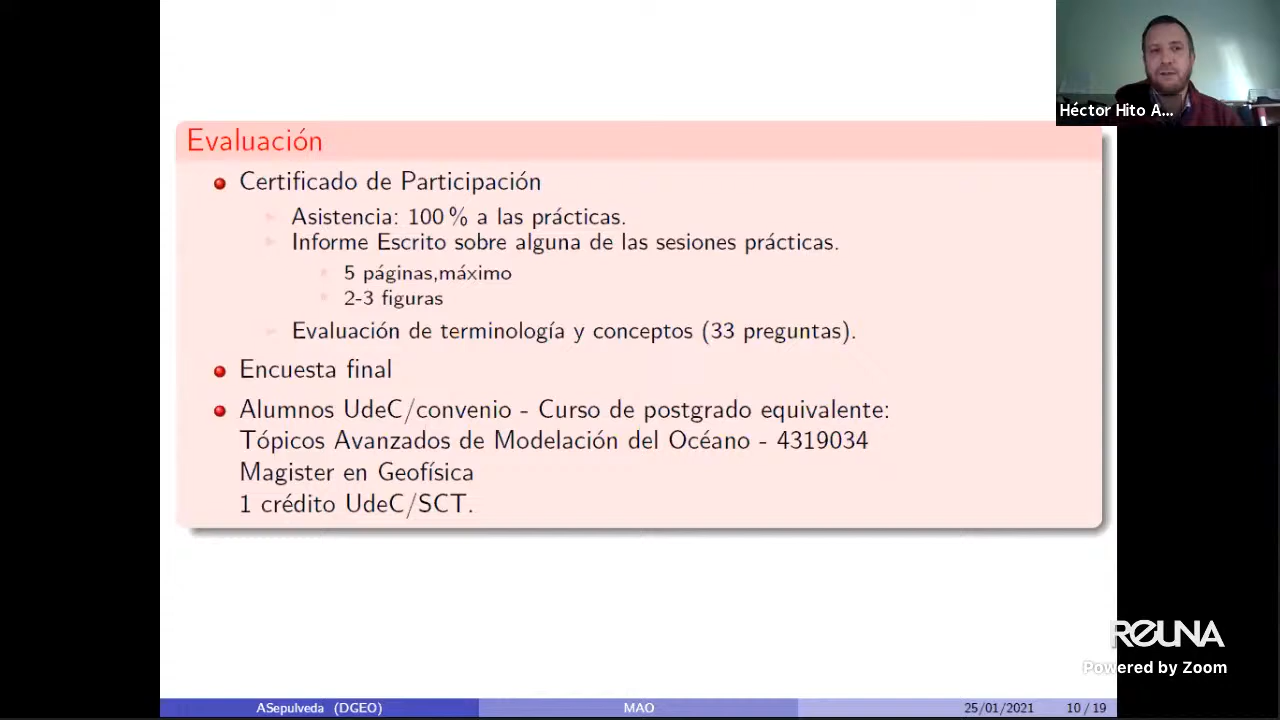 Héctor Hito A...
Evaluación
Certificado de Participación
Asistencia: 100 % a las prácticas.
Informe Escrito sobre alguna de las sesiones prácticas.
5 páginas,máximo
2-3 figuras
Evaluación de terminología y conceptos (33 preguntas).
Encuesta final
Alumnos UdeC/convenio - Curso de postgrado equivalente:
Tópicos Avanzados de Modelación del Océano - 4319034
Magister en Geofísica
1 crédito UdeC/SCT.
REUNA
Powered by Zoom
ASepulveda (DGEO) MAO 25/01/2021 10 / 19